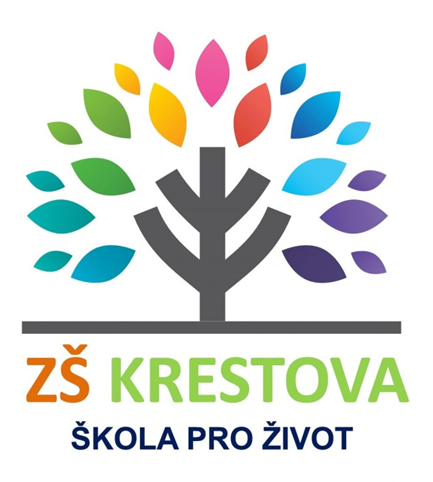 ZŠ KRESTOVA
ŠKOLA PRO ŽIVOT